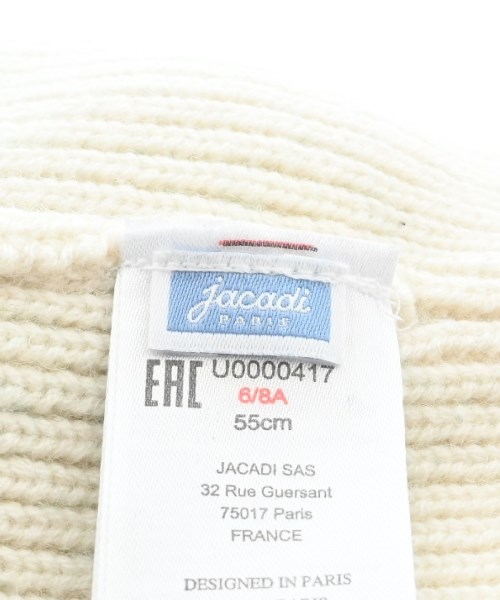 jacadi
PARIS
EAC U0000417
6/8A
55cm
JACADI SAS
32 Rue Guersant
75017 Paris
FRANCE
DESIGNED IN PARIS